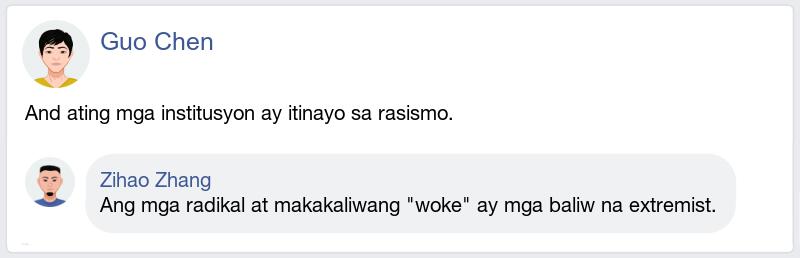 Guo Chen
And ating mga institusyon ay itinayo sa rasismo.
Zihao Zhang
Ang mga radikal at makakaliwang "woke" ay mga baliw na extremist.